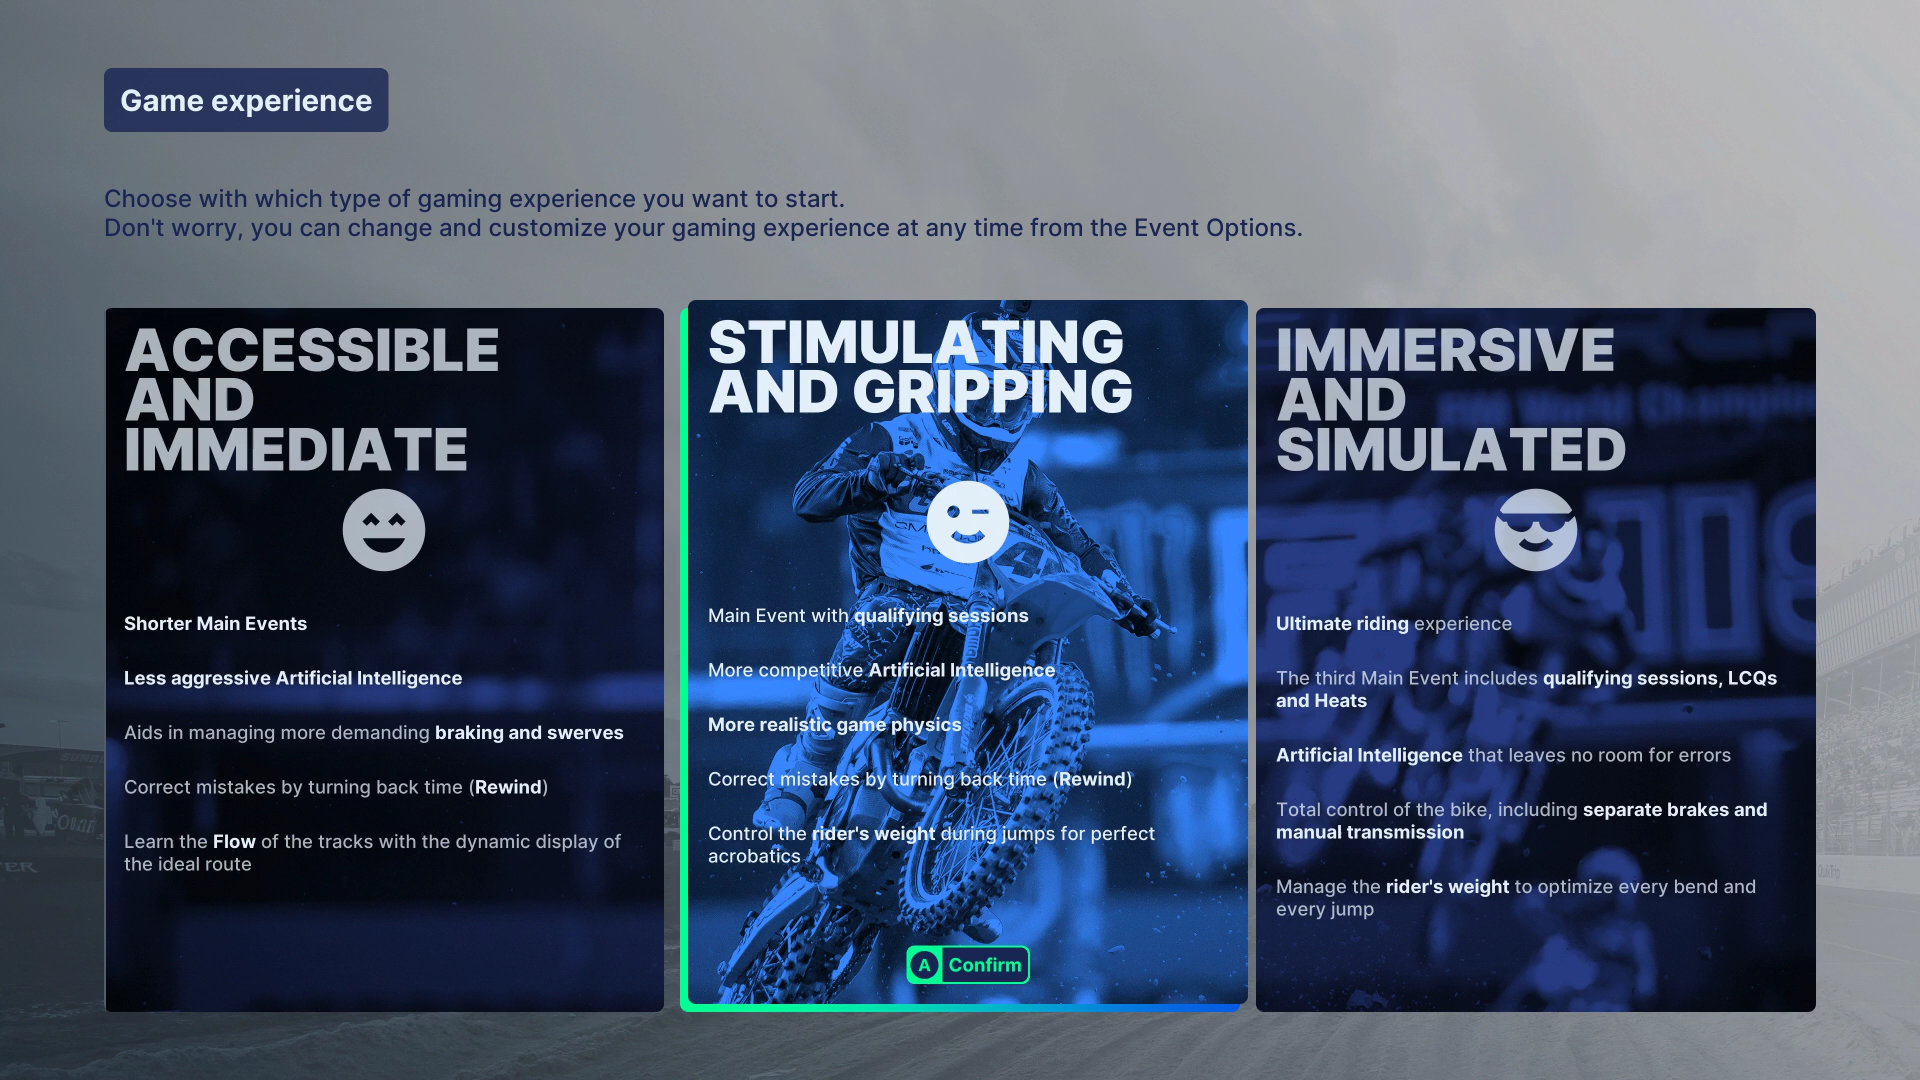 Game experience
Choose with which type of gaming experience you want to start.
Don't worry, you can change and customize your gaming experience at any time from the Event Options.
ACCESSIBLE
AND
IMMEDIATE
Shorter Main Events
Less aggressive Artificial Intelligence
Aids in managing more demanding braking and swerves
Correct mistakes by turning back time (Rewind)
Learn the Flow of the tracks with the dynamic display of
the ideal route
STIMULATING
AND GRIPPING
Main Event with qualifying sessions
More competitive Artificial Intelligence
More realistic game physics
Correct mistakes by turning back time (Rewind)
Control the rider's weight during jumps for perfect
acrobatics
A Confirm
IMMERSIVE
AND
SIMULATED
Ultimate riding experience
The third Main Event includes qualifying sessions, LCQs
and Heats
Artificial Intelligence that leaves no room for errors
Total control of the bike, including separate brakes and
manual transmission
Manage the rider's weight to optimize every bend and
every jump